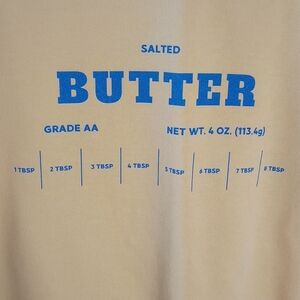 SALTED
BUTTER
GRADE AA NET WT. 4 OZ. (113.4g)
1 TBSP 2 TBSP 3 TBSP 4 TBSP 5 TBSP 6 TBSP 7 TBSP 8 TBSP